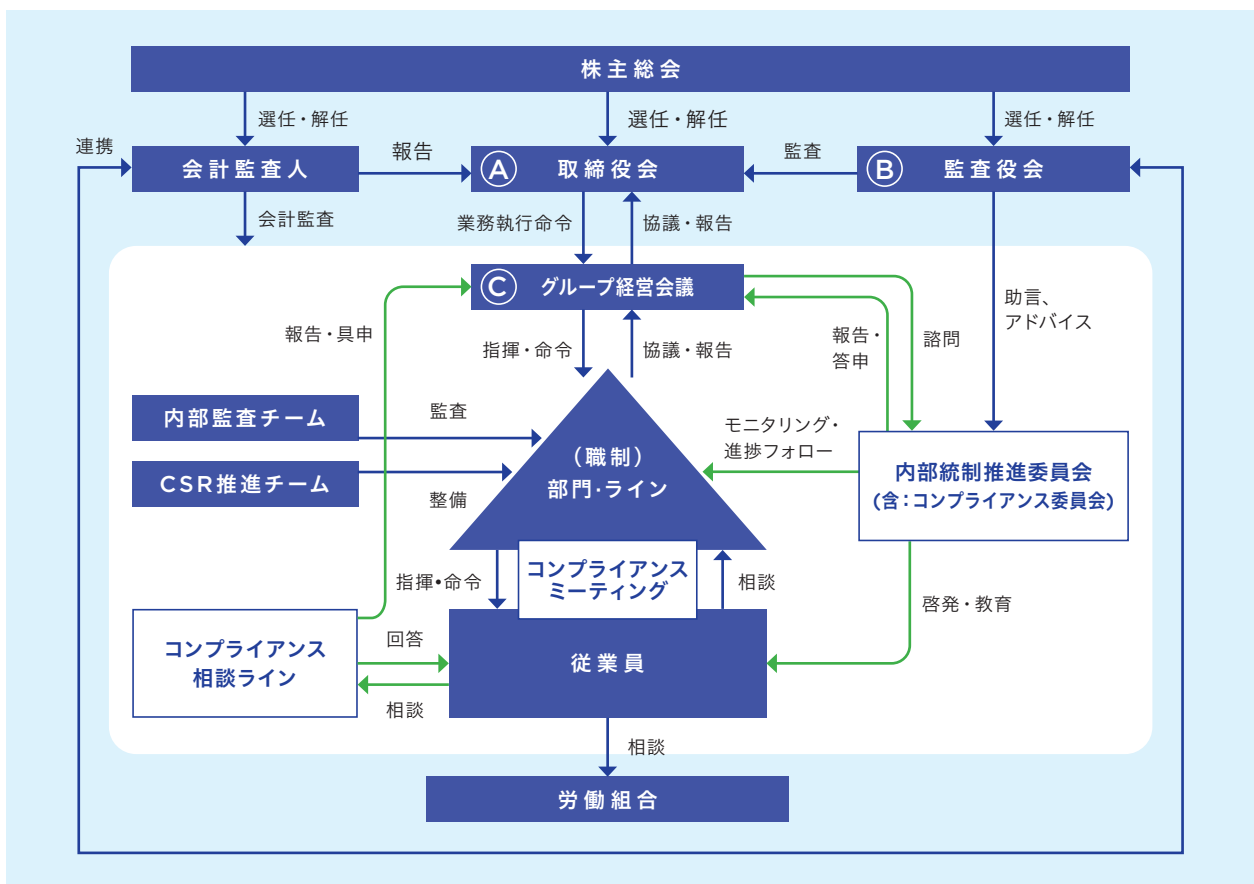 株主総会
選任・解任
選任・解任
選任・解任
連携
会計監査人
報告
Ⓐ 取締役会
監査
Ⓑ 監査役会
会計監査
業務執行命令
協議・報告
Ⓒ グループ経営会議
助言、
アドバイス
報告・具申
指揮・命令
協議・報告
報告・
答申
諮問
内部監査チーム
監査
モニタリング・
進捗フォロー
(職制)
部門・ライン
CSR推進チーム
整備
内部統制推進委員会
(含:コンプライアンス委員会)
指揮・命令
コンプライアンス
ミーティング
相談
啓発・教育
コンプライアンス
相談ライン
回答
従業員
相談
相談
労働組合